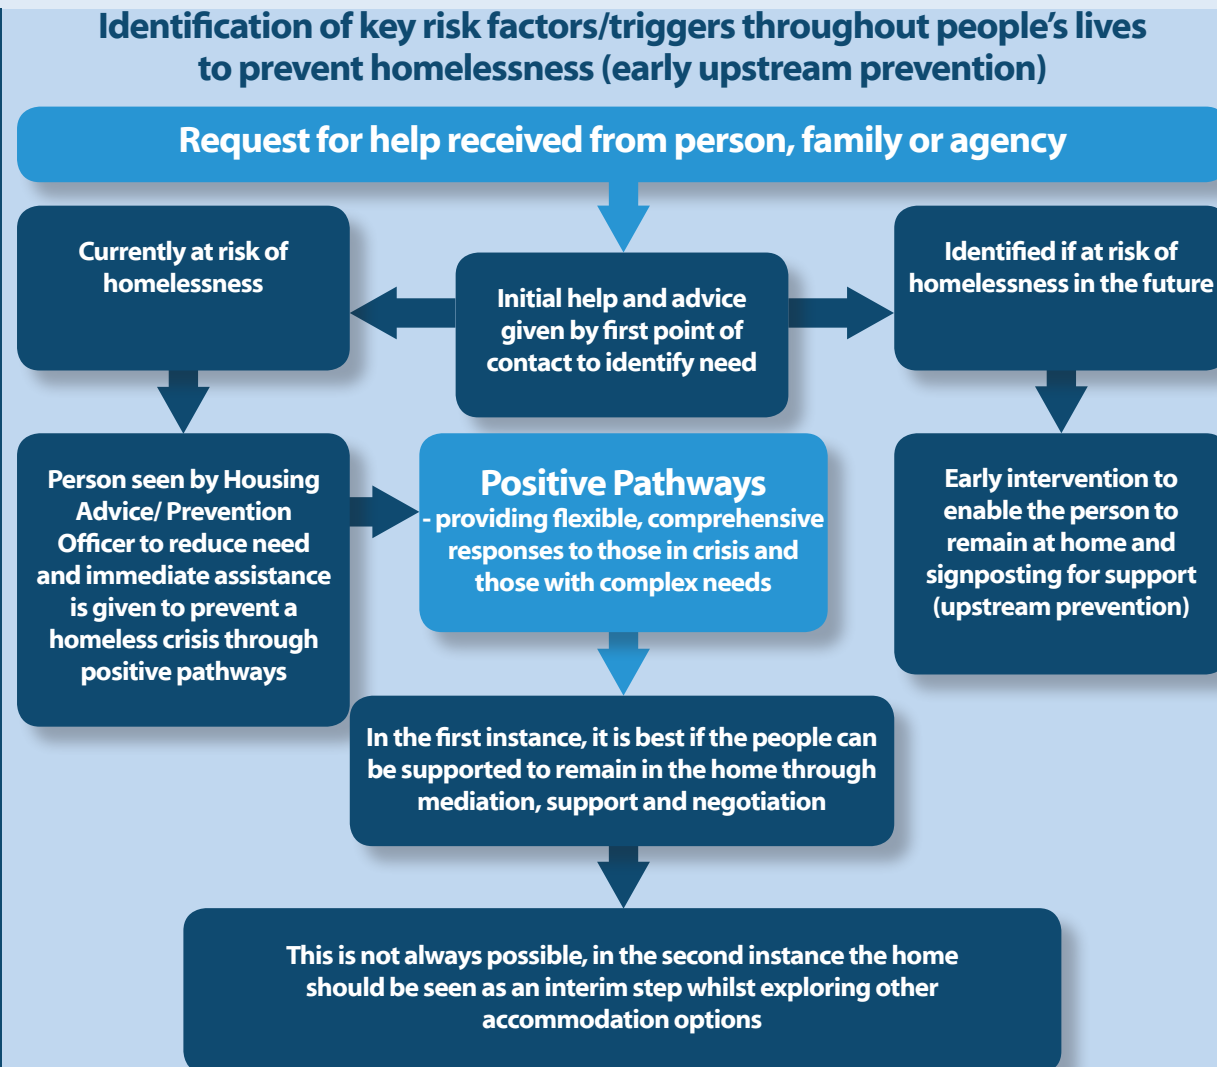 Identification of key risk factors/triggers throughout people's lives
to prevent homelessness (early upstream prevention)
Request for help received from person, family or agency
Currently at risk of
homelessness
Initial help and advice
given by first point of
contact to identify need
Identified if at risk of
homelessness in the future
Person seen by Housing
Advice/ Prevention
Officer to reduce need
and immediate assistance
is given to prevent a
homeless crisis through
positive pathways
Positive Pathways
- providing flexible, comprehensive
responses to those in crisis and
those with complex needs
Early intervention to
enable the person to
remain at home and
signposting for support
(upstream prevention)
In the first instance, it is best if the people can
be supported to remain in the home through
mediation, support and negotiation
This is not always possible, in the second instance the home
should be seen as an interim step whilst exploring other
accommodation options